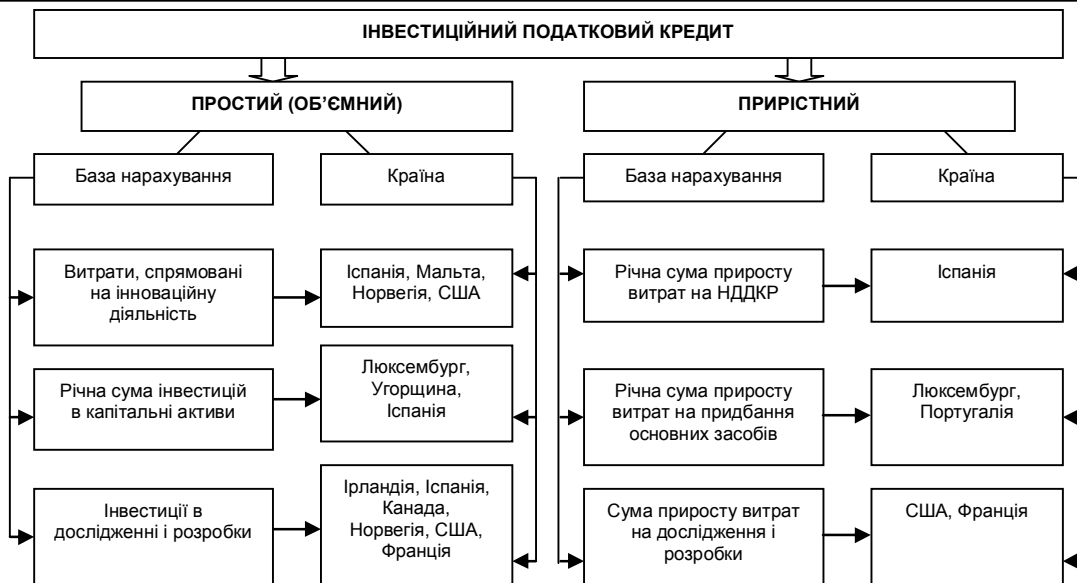 ІНВЕСТИЦІЙНИЙ ПОДАТКОВИЙ КРЕДИТ
ПРОСТИЙ (ОБ’ЄМНИЙ)
База нарахування
Країна
Витрати, спрямовані
на інноваційну
діяльність
Іспанія, Мальта,
Норвегія, США
Річна сума інвестицій
в капітальні активи
Люксембург,
Угорщина,
Іспанія
Інвестиції в
дослідженні і розробки
Ірландія, Іспанія,
Канада,
Норвегія, США,
Франція
ПРИРІСТНИЙ
База нарахування
Країна
Річна сума приросту
витрат на НДДКР
Іспанія
Річна сума приросту
витрат на придбання
основних засобів
Люксембург,
Португалія
Сума приросту витрат
на дослідження і
розробки
США, Франція